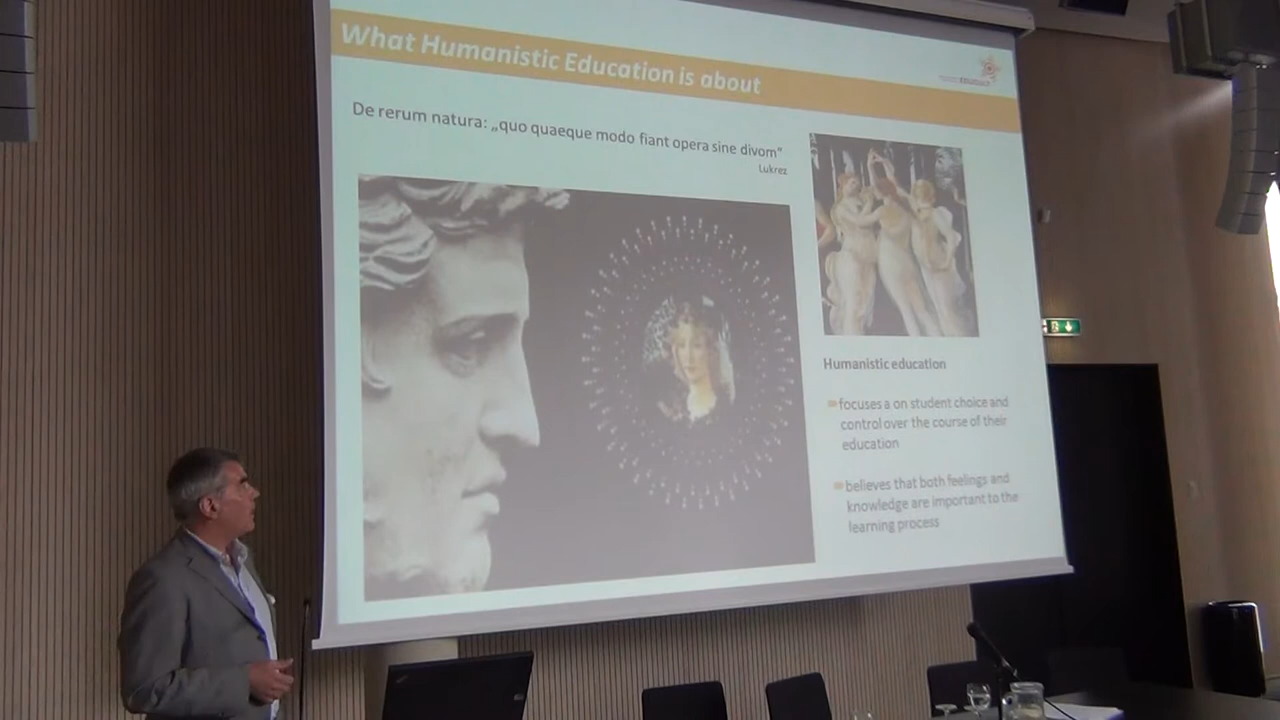 What Humanistic Education is about
De rerum natura: „quo quaeque modo fiant opera sine divom“
Lukrez
Humanistic education
focuses a on student choice and
control over the course of their
education
believes that both feelings and
knowledge are important to the
learning process